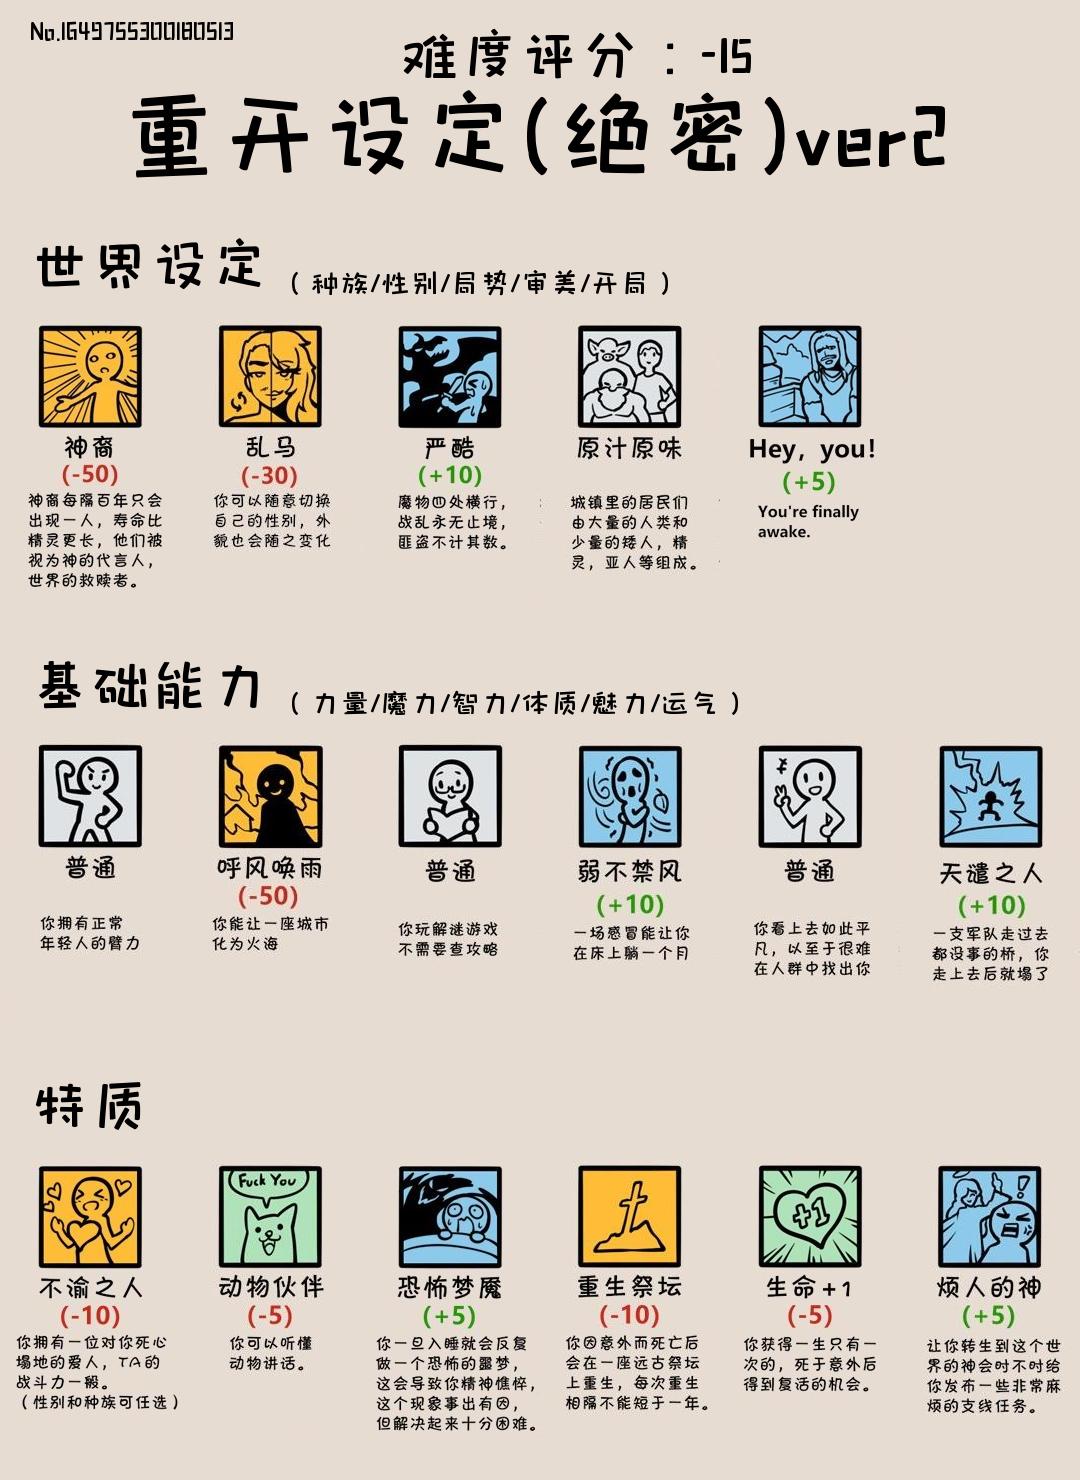 No.1649755300180513
难度评分：-15
重开设定(绝密)ver2
世界设定 （种族/性别/局势/审美/开局）
神裔
(-50)
神裔每隔百年只会
出现一人，寿命比
精灵更长，他们被
视为神的代言人，
世界的救赎者。
乱马
(-30)
你可以随意切换
自己的性别，外
貌也会随之变化
严酷
(+10)
魔物四处横行，
战乱永无止境，
匪盗不计其数。
原汁原味
城镇里的居民们
由大量的人类和
少量的矮人，精
灵，亚人等组成。
Hey, you!
(+5)
You're finally
awake.
基础能力 （力量/魔力/智力/体质/魅力/运气）
普通
你拥有正常
年轻人的臂力
呼风唤雨
(-50)
你能让一座城市
化为火海
普通
你玩解谜游戏
不需要查攻略
弱不禁风
(+10)
一场感冒能让你
在床上躺一个月
普通
你看上去如此平
凡，以至于很难
在人群中找出你
天谴之人
(+10)
一支军队走过去
都没事的桥，你
走上去后就塌了
特质
不渝之人
(-10)
你拥有一位对你死心
塌地的爱人，TA的
战斗力一般。
（性别和种族可任选）
Fuck You
动物伙伴
(-5)
你可以听懂
动物讲话。
恐怖梦魇
(+5)
你一旦入睡就会反复
做一个恐怖的噩梦，
这会导致你精神憔悴，
这个现象事出有因，
但解决起来十分困难。
重生祭坛
(-10)
你因意外而死亡后
会在一座远古祭坛
上重生，每次重生
相隔不能短于一年。
+1
生命+1
(-5)
你获得一生只有一
次的，死于意外后
得到复活的机会。
烦人的神
(+5)
让你转生到这个世
界的神会时不时给
你发布一些非常麻
烦的支线任务。